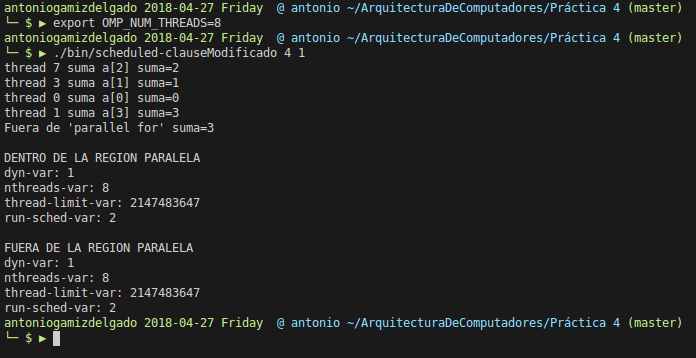 antoniogamizdelgado 2018-04-27 Friday  @ antonio ~/ArquitecturaDeComputadores/Práctica 4 (master)
└─ $ ▶ export OMP_NUM_THREADS=8
antoniogamizdelgado 2018-04-27 Friday  @ antonio ~/ArquitecturaDeComputadores/Práctica 4 (master)
└─ $ ▶ ./bin/scheduled-clauseModificado 4 1
thread 7 suma a[2] suma=2
thread 3 suma a[1] suma=1
thread 0 suma a[0] suma=0
thread 1 suma a[3] suma=3
Fuera de 'parallel for' suma=3

DENTRO DE LA REGION PARALELA
dyn-var: 1
nthreads-var: 8
thread-limit-var: 2147483647
run-sched-var: 2

FUERA DE LA REGION PARALELA
dyn-var: 1
nthreads-var: 8
thread-limit-var: 2147483647
run-sched-var: 2
antoniogamizdelgado 2018-04-27 Friday  @ antonio ~/ArquitecturaDeComputadores/Práctica 4 (master)
└─ $ ▶